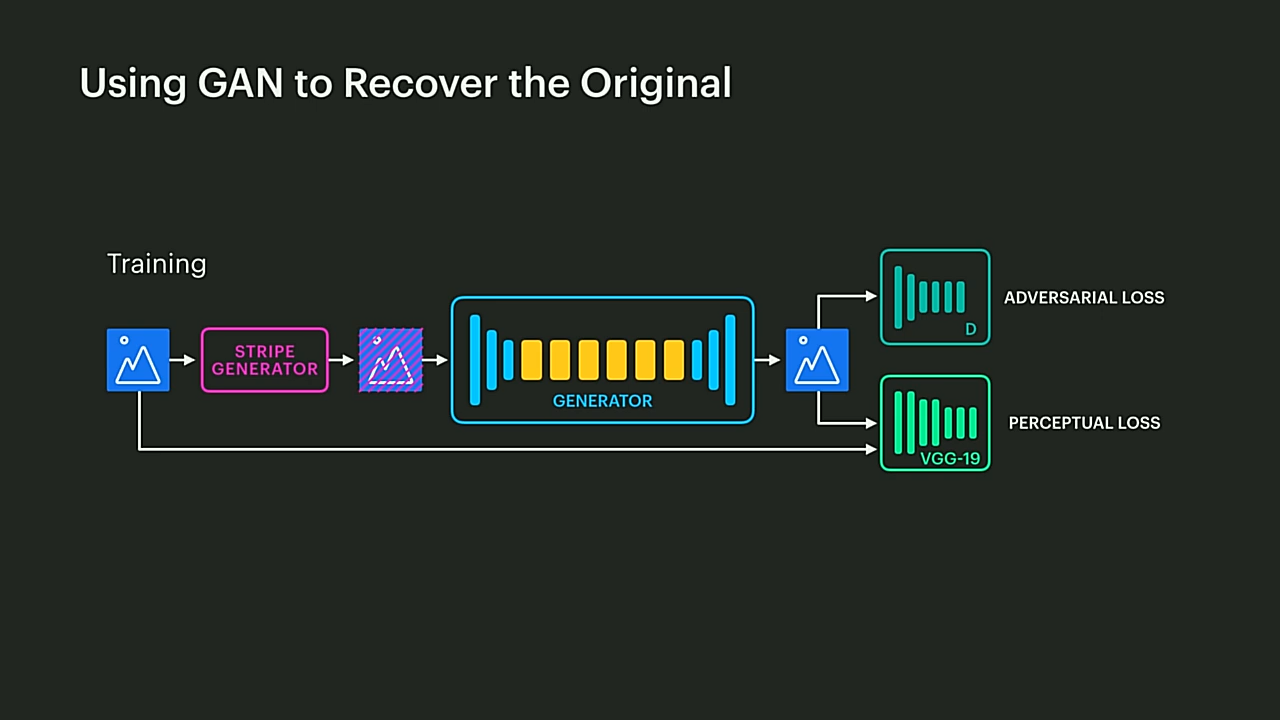 Using GAN to Recover the Original
Training
STRIPE
GENERATOR
GENERATOR
D
ADVERSARIAL LOSS
VGG-19
PERCEPTUAL LOSS